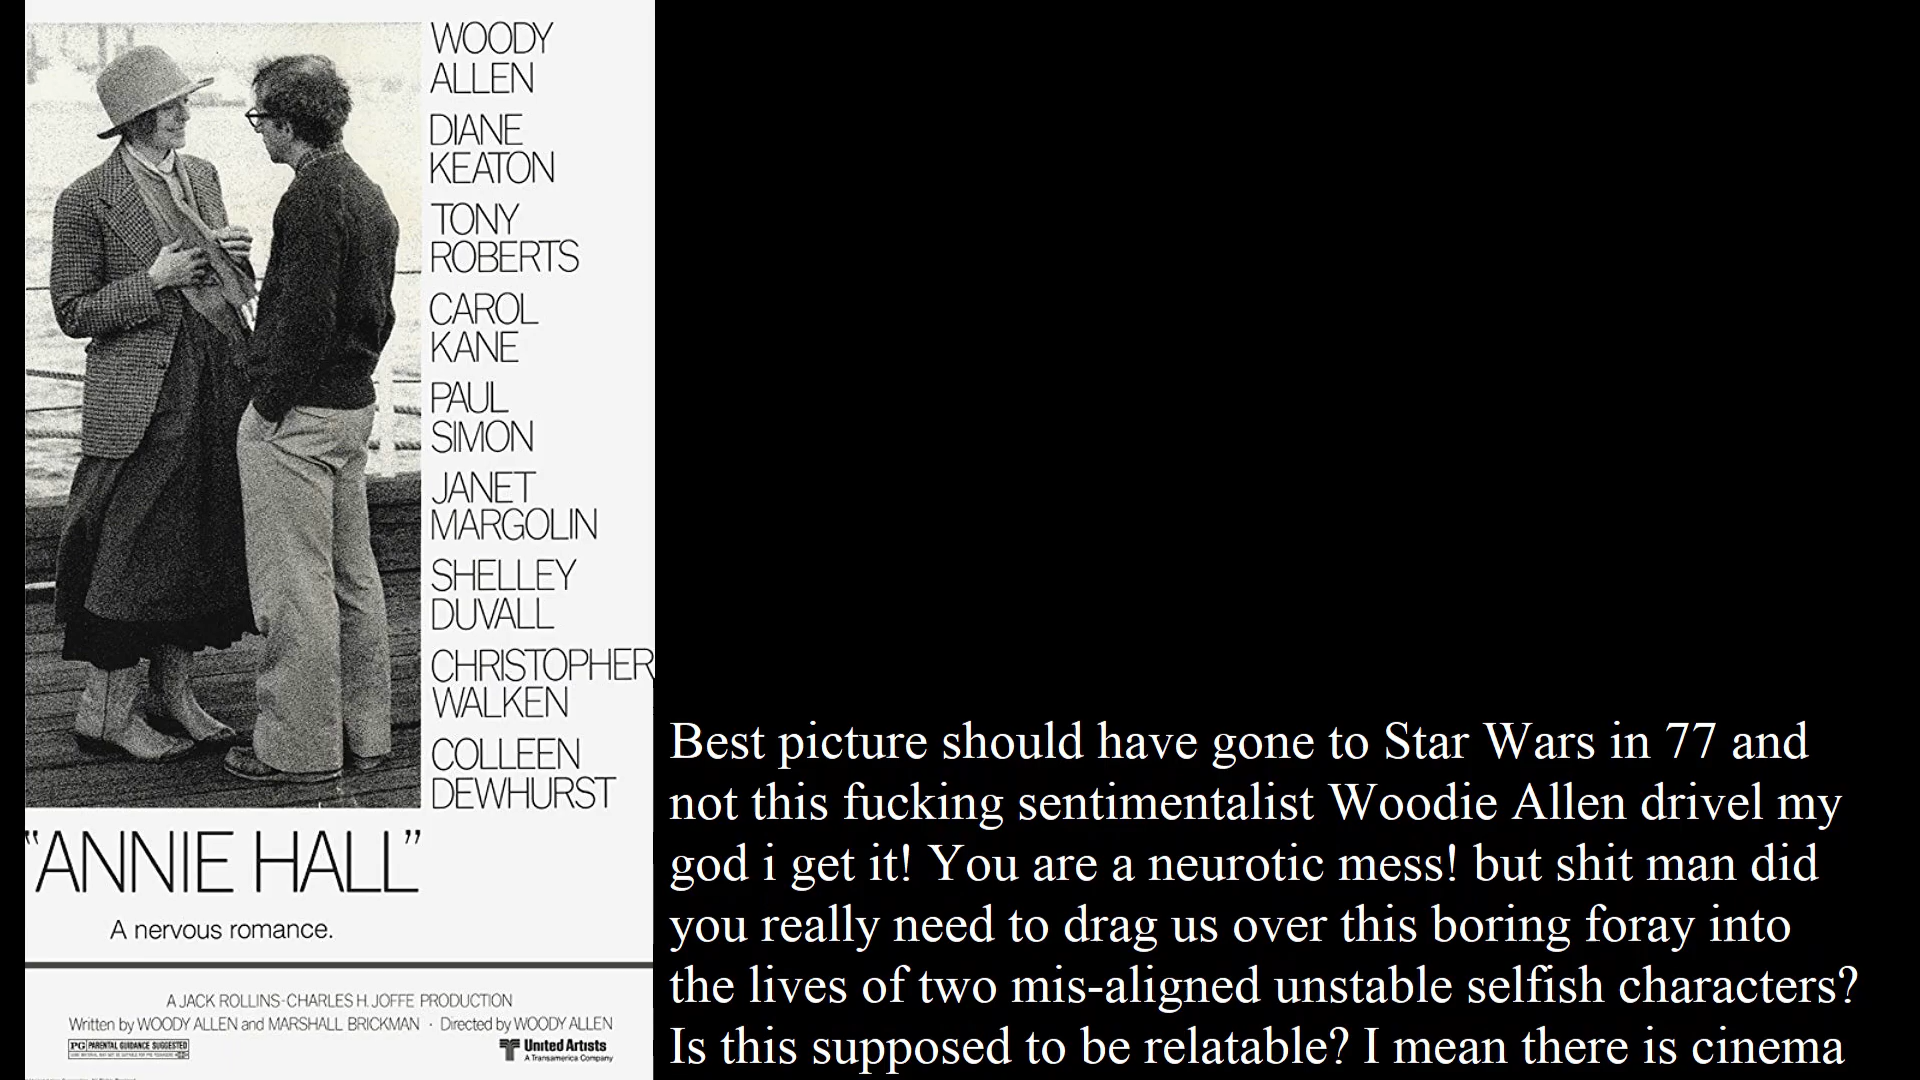 WOODY
ALLEN
DIANE
KEATON
TONY
ROBERTS
CAROL
KANE
PAUL
SIMON
JANET
MARGOLIN
SHELLEY
DUVALL
CHRISTOPHER
WALKEN
COLLEEN
DEWHURST
"ANNIE HALL"
A nervous romance.
A JACK ROLLINS-CHARLES H. JOFFE PRODUCTION
Written by WOODY ALLEN and MARSHALL BRICKMAN · Directed by WOODY ALLEN
PG PARENTAL GUIDANCE SUGGESTED
United Artists
A Transamerica Company
Best picture should have gone to Star Wars in 77 and
not this fucking sentimentalist Woodie Allen drivel my
god i get it! You are a neurotic mess! but shit man did
you really need to drag us over this boring foray into
the lives of two mis-aligned unstable selfish characters?
Is this supposed to be relatable? I mean there is cinema